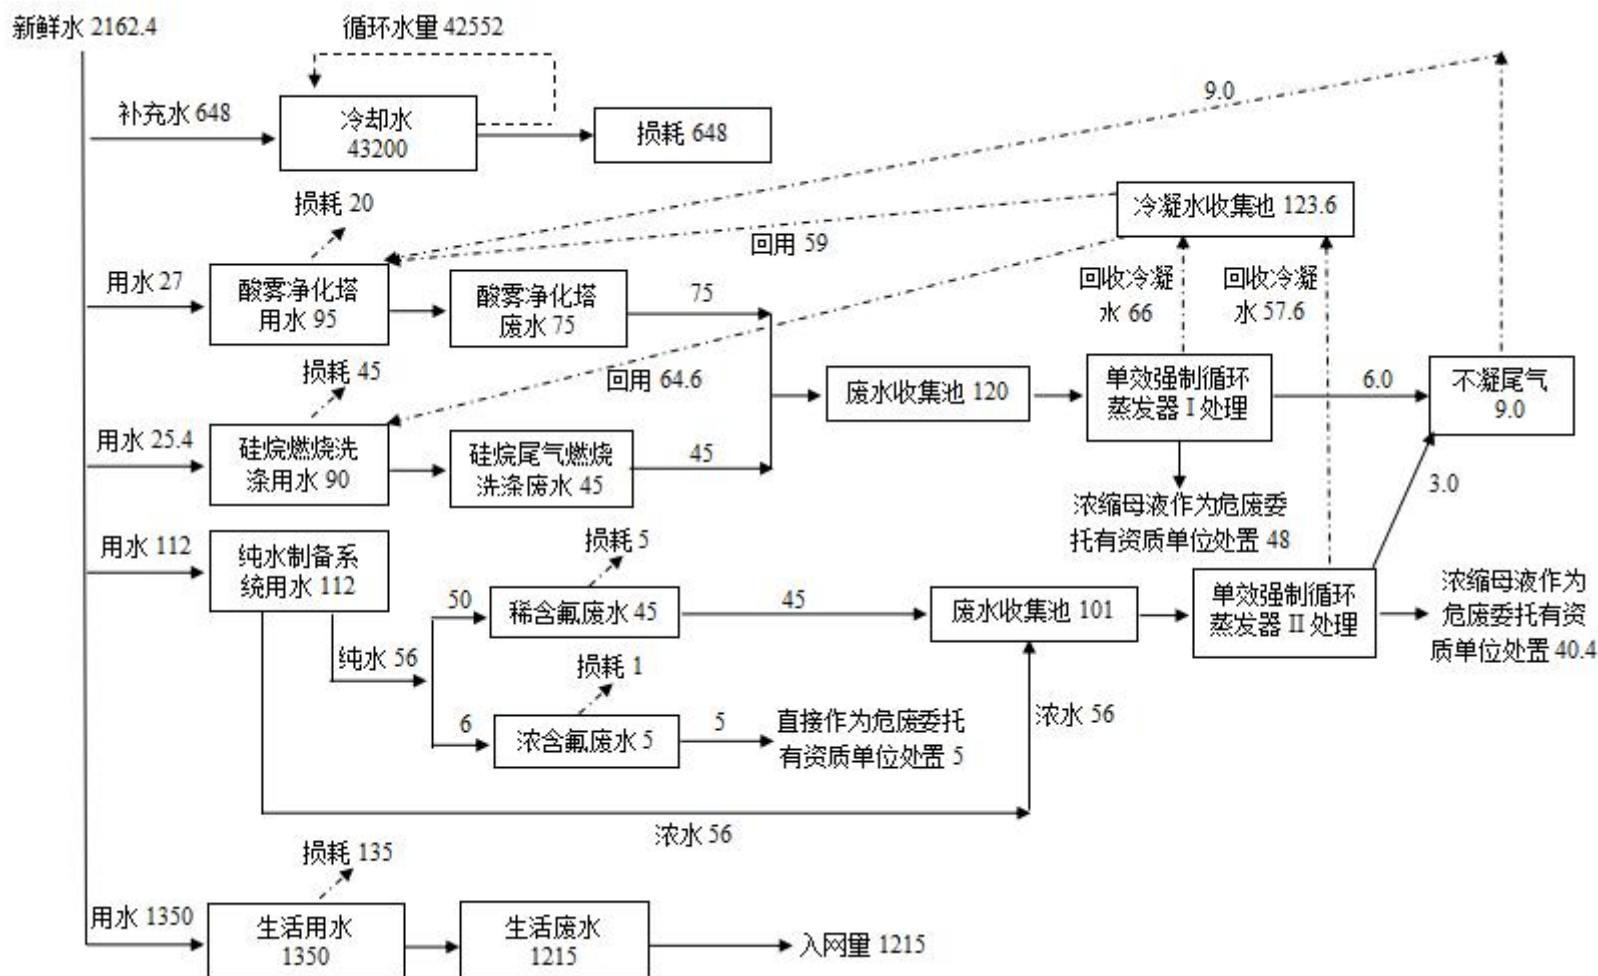 新鲜水 2162.4
循环水量 42552
补充水 648
冷却水
43200
损耗 648
9.0
损耗 20
冷凝水收集池 123.6
回用 59
用水 27
酸雾净化塔
用水 95
酸雾净化塔
废水 75
75
回收冷凝
水 66
回收冷凝
水 57.6
损耗 45
回用 64.6
废水收集池 120
单效强制循环
蒸发器 I 处理
6.0
不凝尾气
9.0
用水 25.4
硅烷燃烧洗
涤用水 90
硅烷尾气燃烧
洗涤废水 45
45
3.0
浓缩母液作为危废委
托有资质单位处置 48
用水 112
纯水制备系
统用水 112
损耗 5
50
稀含氟废水 45
45
废水收集池 101
单效强制循环
蒸发器 II 处理
浓缩母液作为
危废委托有资
质单位处置 40.4
纯水 56
损耗 1
6
浓含氟废水 5
5
直接作为危废委托
有资质单位处置 5
浓水 56
浓水 56
损耗 135
用水 1350
生活用水
1350
生活废水
1215
入网量 1215